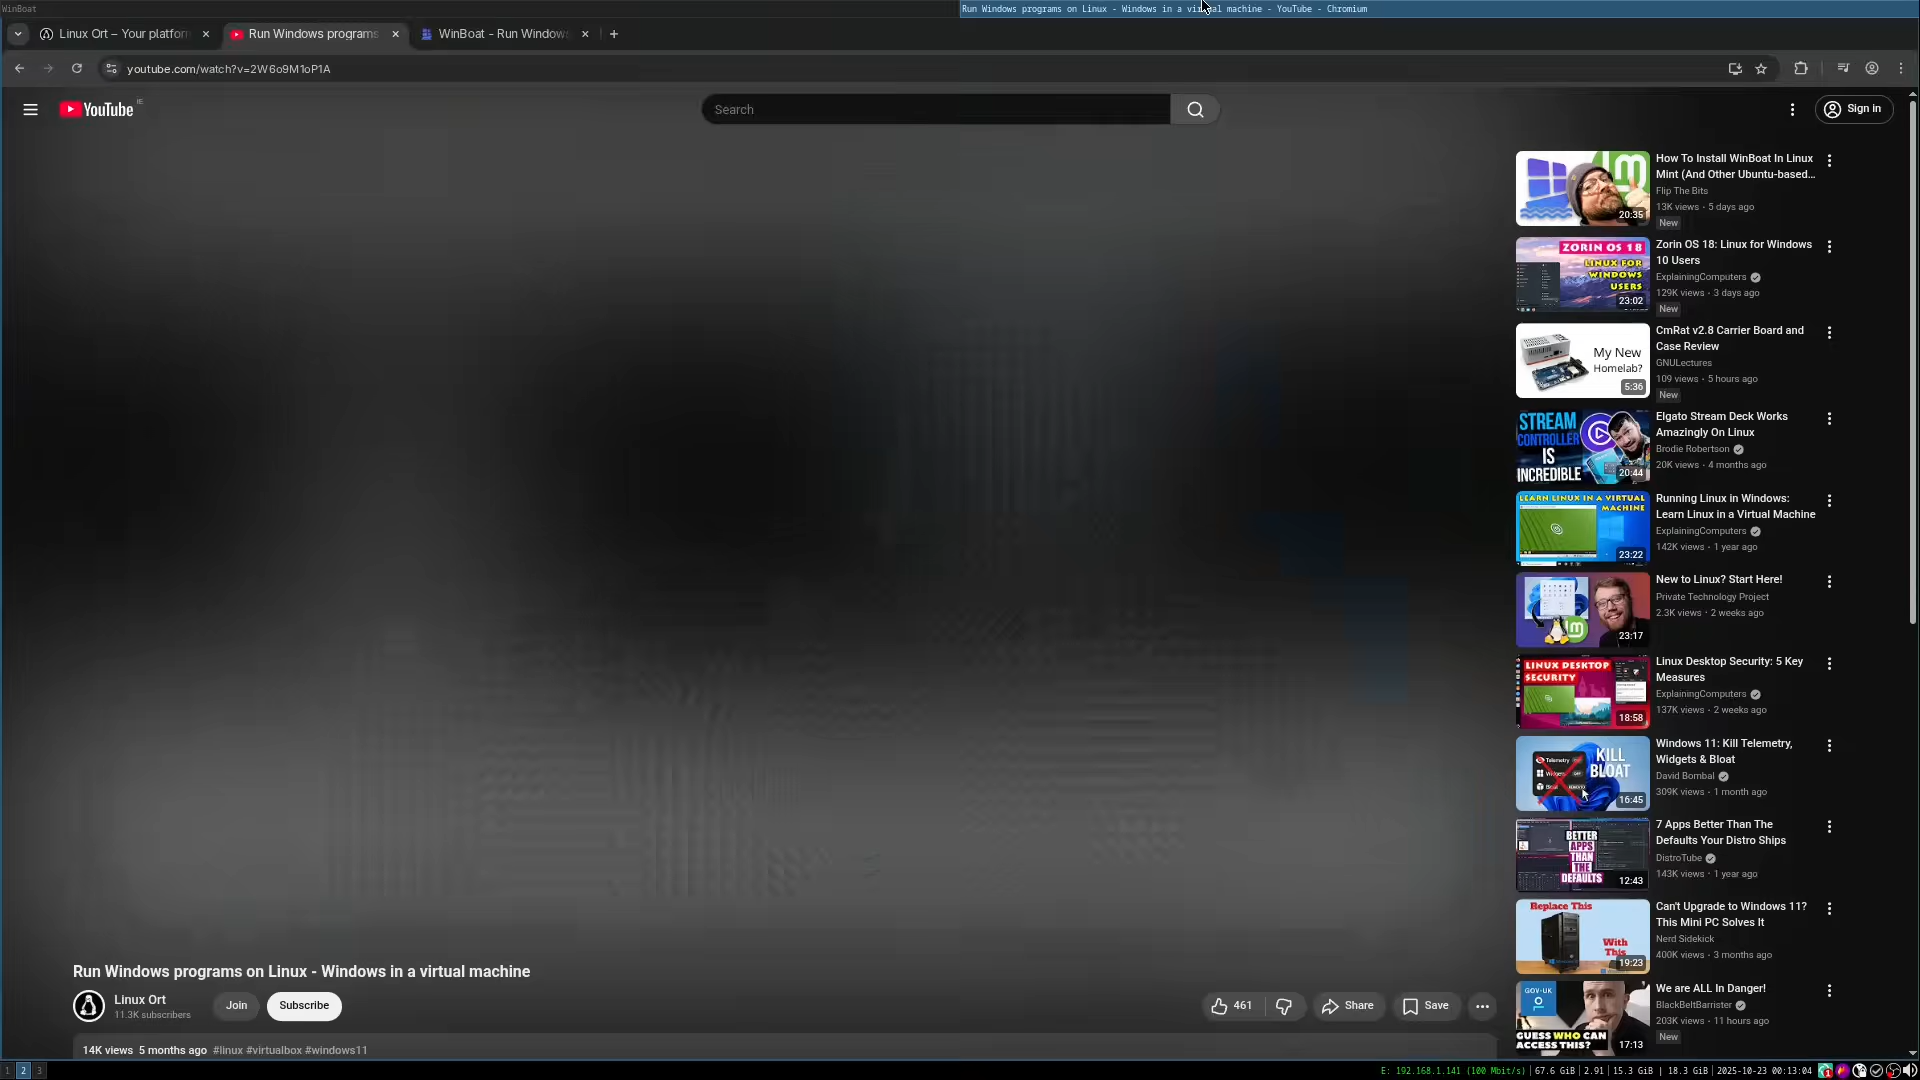 WinBoat
Run Windows programs on Linux - Windows in a virtual machine - YouTube - Chromium
Linux Ort – Your platfor
Run Windows programs
WinBoat - Run Window
youtube.com/watch?v=2W6o9M1oP1A
YouTube IE
Search
Sign in
How To Install WinBoat In Linux
Mint (And Other Ubuntu-based...
Flip The Bits
13K views • 5 days ago
New
20:35
ZORIN OS 18
LINUX FOR
WINDOWS
USERS
23:02
Zorin OS 18: Linux for Windows
10 Users
ExplainingComputers
129K views • 3 days ago
New
My New
Homelab?
5:36
CmRat v2.8 Carrier Board and
Case Review
GNULectures
109 views • 5 hours ago
New
STREAM
CONTROLLER
IS
INCREDIBLE
20:44
Elgato Stream Deck Works
Amazingly On Linux
Brodie Robertson
20K views • 4 months ago
LEARN LINUX IN A VIRTUAL
MACHINE
23:22
Running Linux in Windows:
Learn Linux in a Virtual Machine
ExplainingComputers
142K views • 1 year ago
23:17
New to Linux? Start Here!
Private Technology Project
2.3K views • 2 weeks ago
LINUX DESKTOP
SECURITY
18:58
Linux Desktop Security: 5 Key
Measures
ExplainingComputers
137K views • 2 weeks ago
KILL
BLOAT
Telemetry
16:45
Windows 11: Kill Telemetry,
Widgets & Bloat
David Bombal
309K views • 1 month ago
BETTER
APPS
THAN
THE
DEFAULTS
12:43
7 Apps Better Than The
Defaults Your Distro Ships
DistroTube
143K views • 1 year ago
Replace This
With
This
19:23
Can't Upgrade to Windows 11?
This Mini PC Solves It
Nerd Sidekick
400K views • 3 months ago
GOV·UK
GUESS WHO CAN
ACCESS THIS?
17:13
We are ALL In Danger!
BlackBeltBarrister
203K views • 11 hours ago
New
Run Windows programs on Linux - Windows in a virtual machine
Linux Ort
11.3K subscribers
Join
Subscribe
461
Share
Save
14K views 5 months ago #linux #virtualbox #windows11
1 2 3
E: 192.168.1.141 (100 Mbit/s) | 67.6 GiB | 2.91 | 15.3 GiB | 18.3 GiB | 2025-10-23 00:13:04